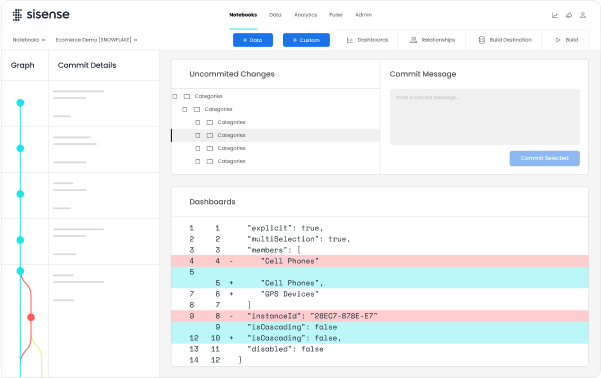 sisense
Notebooks Data Analytics Pulse Admin
Notebooks Ecomerce Demo [SNOWFLAKE]
+ Data + Custom Dashboards Relationships Build Destination Build
Graph Commit Details
Uncommited Changes
Categories
Categories
Categories
Categories
Categories
Categories
Commit Message
Write a commit message...
Commit Selected
Dashboards
1 1 "explicit": true,
2 2 "multiSelection": true,
3 3 "members": [
4 4 - "Cell Phones"
5
5 + "Cell Phones",
7 6 + "GPS Devices"
8 7 ]
9 8 - "instanceId": "2BEC7-878E-E7"
9 "isCascading": false
12 10 + "isCascading": false,
13 11 "disabled": false
14 12 }